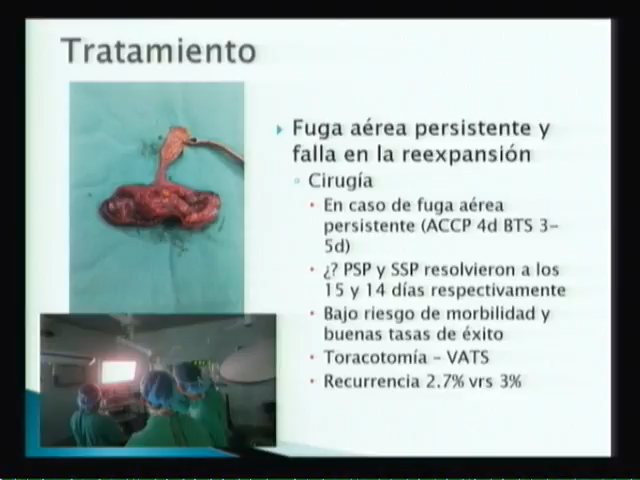 Tratamiento
Fuga aérea persistente y
falla en la reexpansión
Cirugía
En caso de fuga aérea
persistente (ACCP 4d BTS 3-
5d)
¿? PSP y SSP resolvieron a los
15 y 14 días respectivamente
Bajo riesgo de morbilidad y
buenas tasas de éxito
Toracotomía - VATS
Recurrencia 2.7% vrs 3%